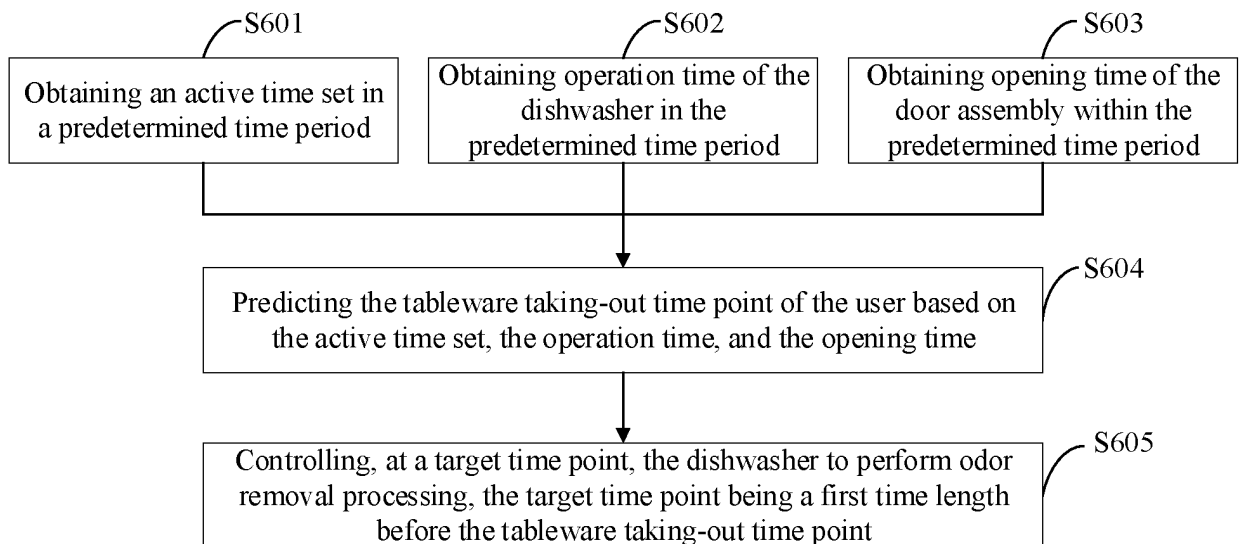 S601
S602
S603
Obtaining an active time set in
a predetermined time period
Obtaining operation time of the
dishwasher in the
predetermined time period
Obtaining opening time of the
door assembly within the
predetermined time period
S604
Predicting the tableware taking-out time point of the user based on
the active time set, the operation time, and the opening time
S605
Controlling, at a target time point, the dishwasher to perform odor
removal processing, the target time point being a first time length
before the tableware taking-out time point